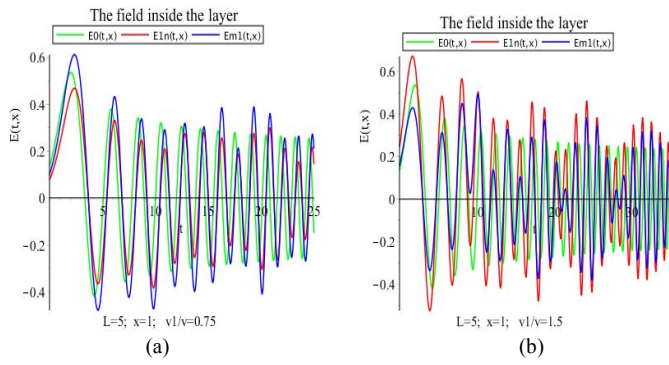 The field inside the layer
E0(t,x) E1n(t,x) Em1(t,x)
E(t,x)
0.6
0.4
0.2
0
−0.2
−0.4
5 10 15 20 25
t
L=5; x=1; v1/v=0.75
(a)
The field inside the layer
E0(t,x) E1n(t,x) Em1(t,x)
E(t,x)
0.6
0.4
0.2
0
−0.2
−0.4
10 20 30
t
L=5; x=1; v1/v=1.5
(b)